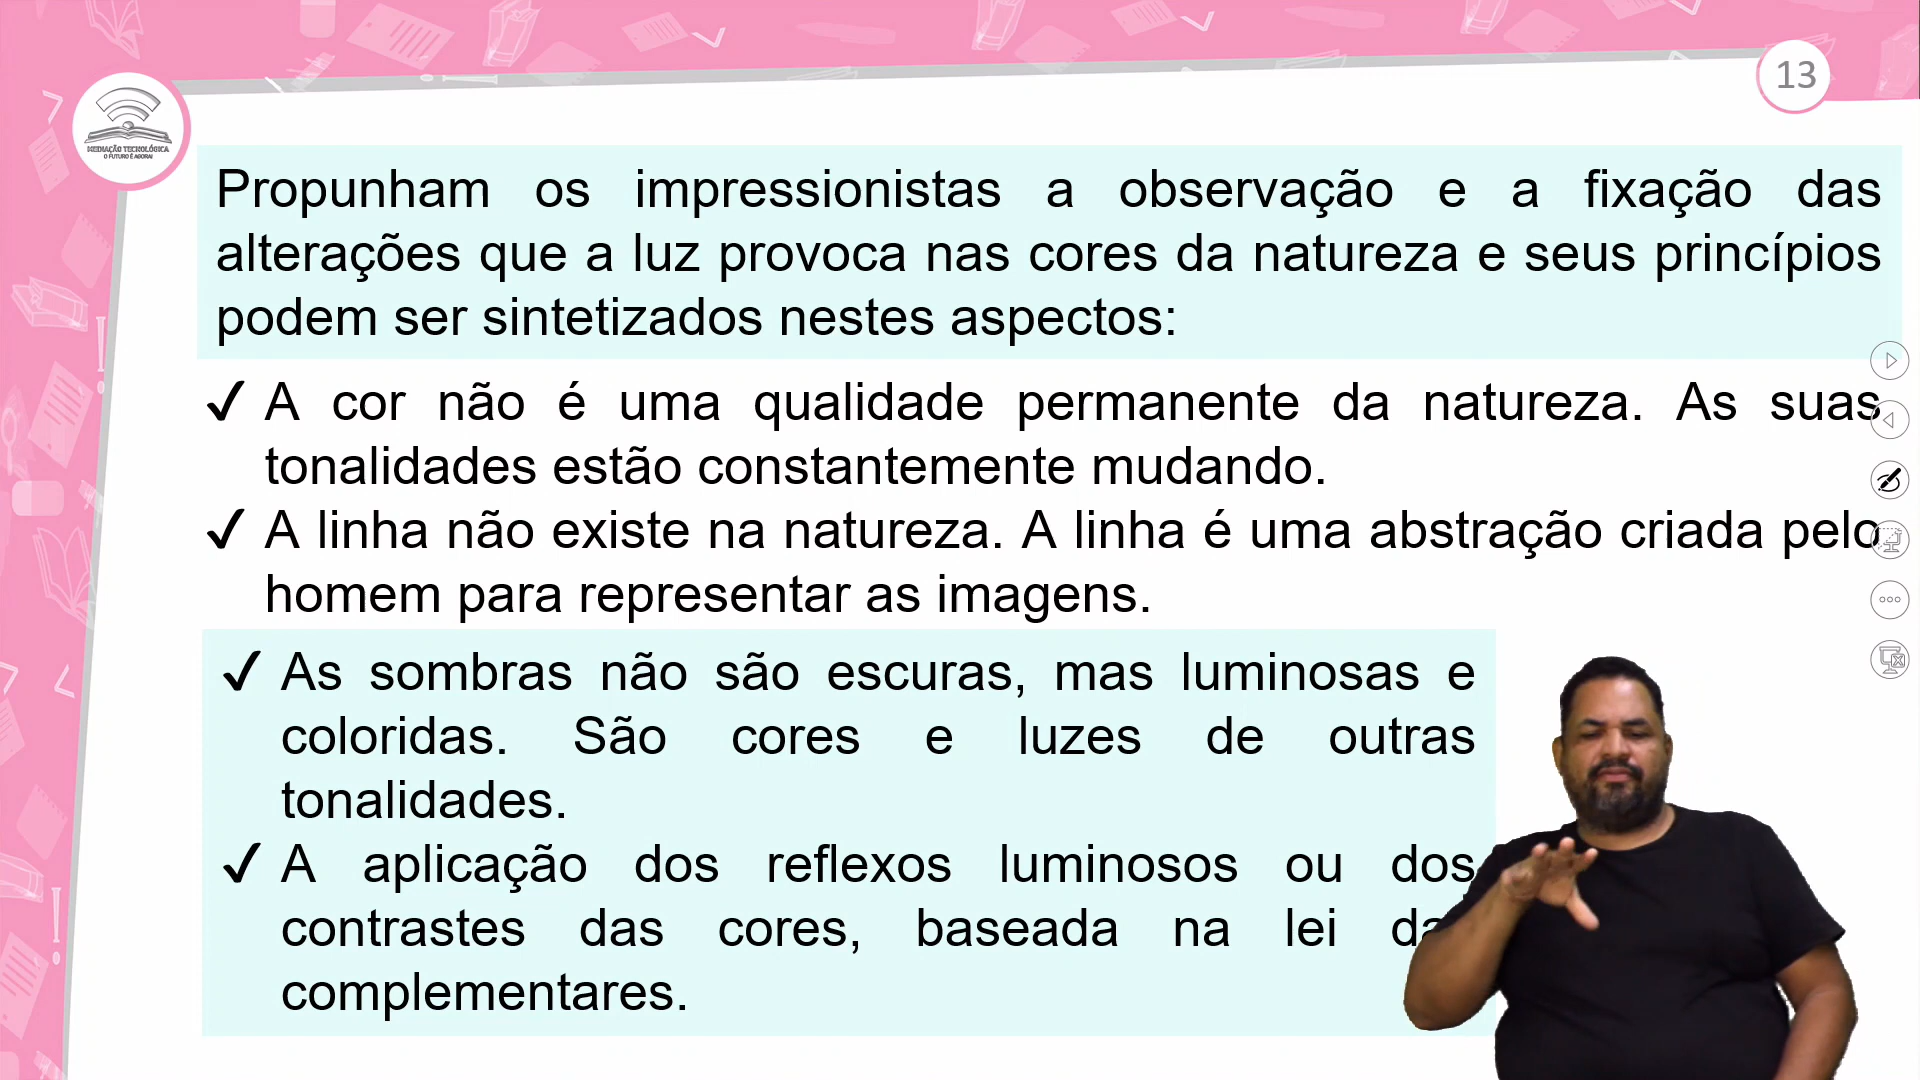 13
MEDIAÇÃO TECNOLÓGICA
O FUTURO É AGORA!
Propunham os impressionistas a observação e a fixação das
alterações que a luz provoca nas cores da natureza e seus princípios
podem ser sintetizados nestes aspectos:
✓ A cor não é uma qualidade permanente da natureza. As suas
tonalidades estão constantemente mudando.
✓ A linha não existe na natureza. A linha é uma abstração criada pelo
homem para representar as imagens.
✓ As sombras não são escuras, mas luminosas e
coloridas. São cores e luzes de outras
tonalidades.
✓ A aplicação dos reflexos luminosos ou dos
contrastes das cores, baseada na lei
complementares.